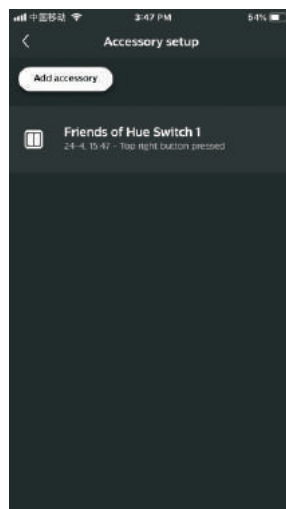 中国移动 3:47 PM 54%
Accessory setup
Add accessory
Friends of Hue Switch 1
24-4, 15:47 - Top right button pressed